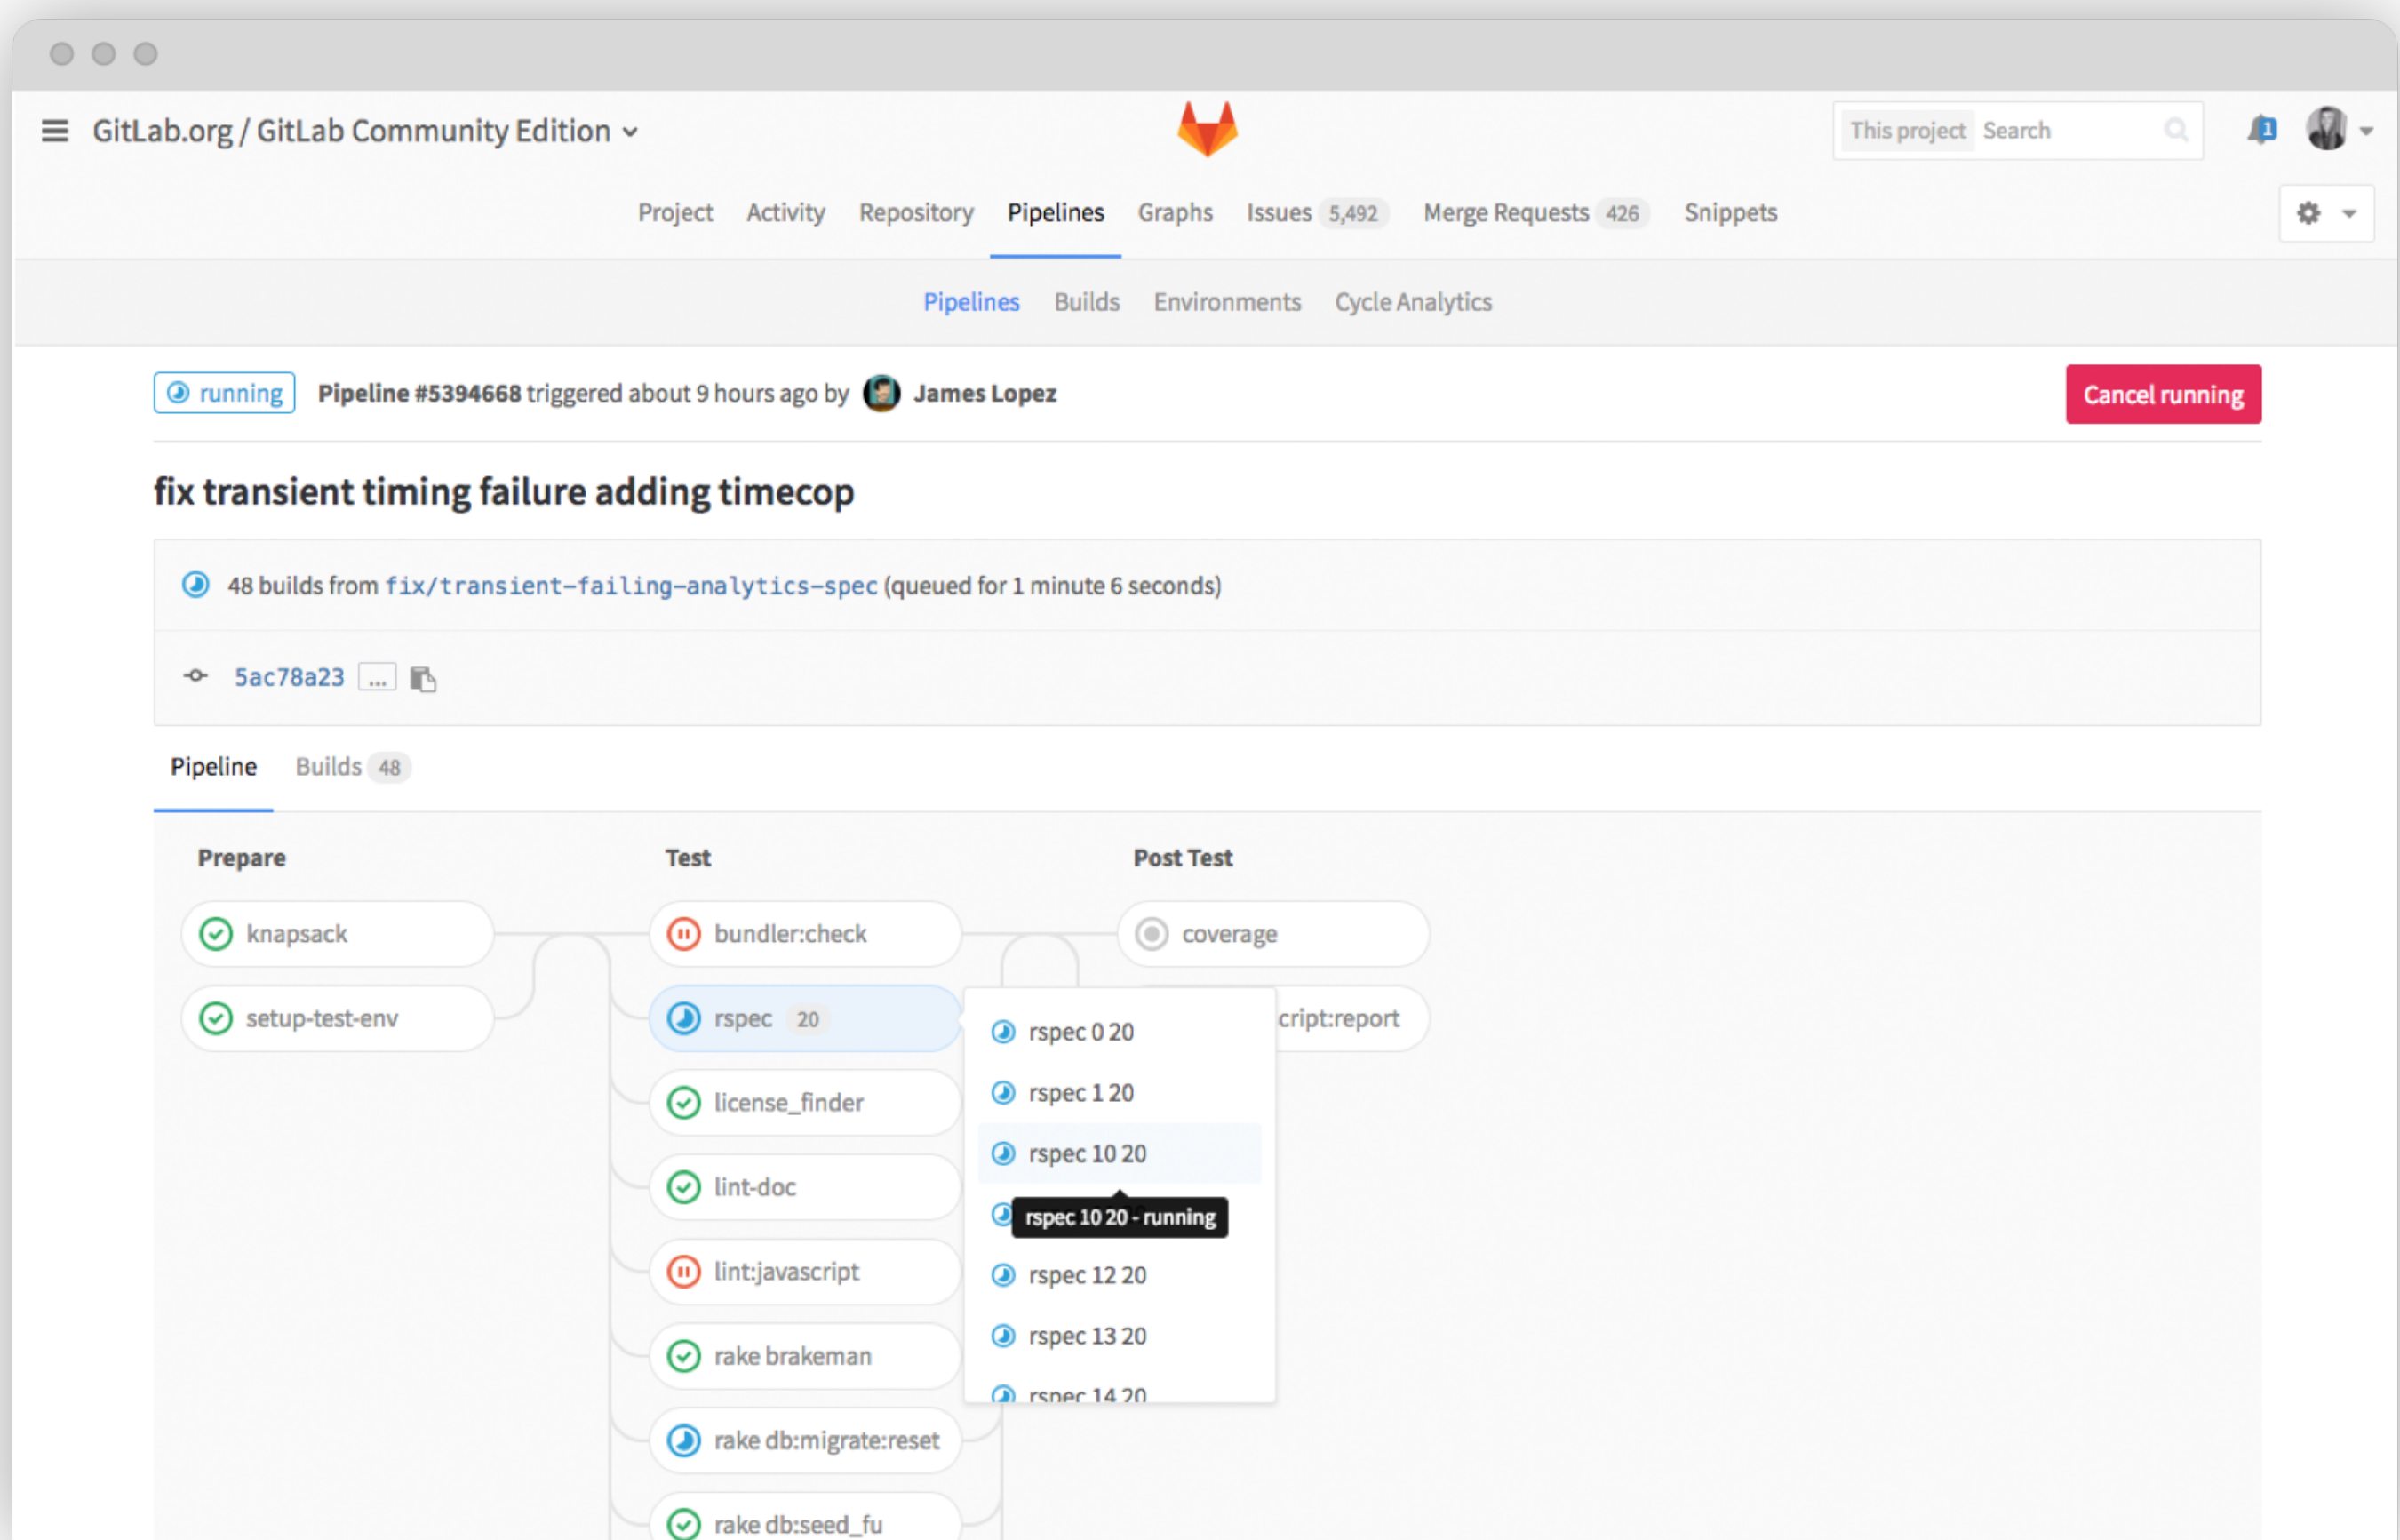 GitLab.org / GitLab Community Edition
This project Search
1
Project Activity Repository Pipelines Graphs Issues 5,492 Merge Requests 426 Snippets
Pipelines Builds Environments Cycle Analytics
running Pipeline #5394668 triggered about 9 hours ago by James Lopez
Cancel running
fix transient timing failure adding timecop
48 builds from fix/transient-failing-analytics-spec (queued for 1 minute 6 seconds)
5ac78a23 ...
Pipeline Builds 48
Prepare Test Post Test
knapsack bundler:check coverage
setup-test-env rspec 20 cript:report
rspec 0 20
rspec 1 20
license_finder
rspec 10 20
lint-doc
rspec 10 20 - running
lint:javascript
rspec 12 20
rspec 13 20
rake brakeman
rspec 14 20
rake db:migrate:reset
rake db:seed_fu